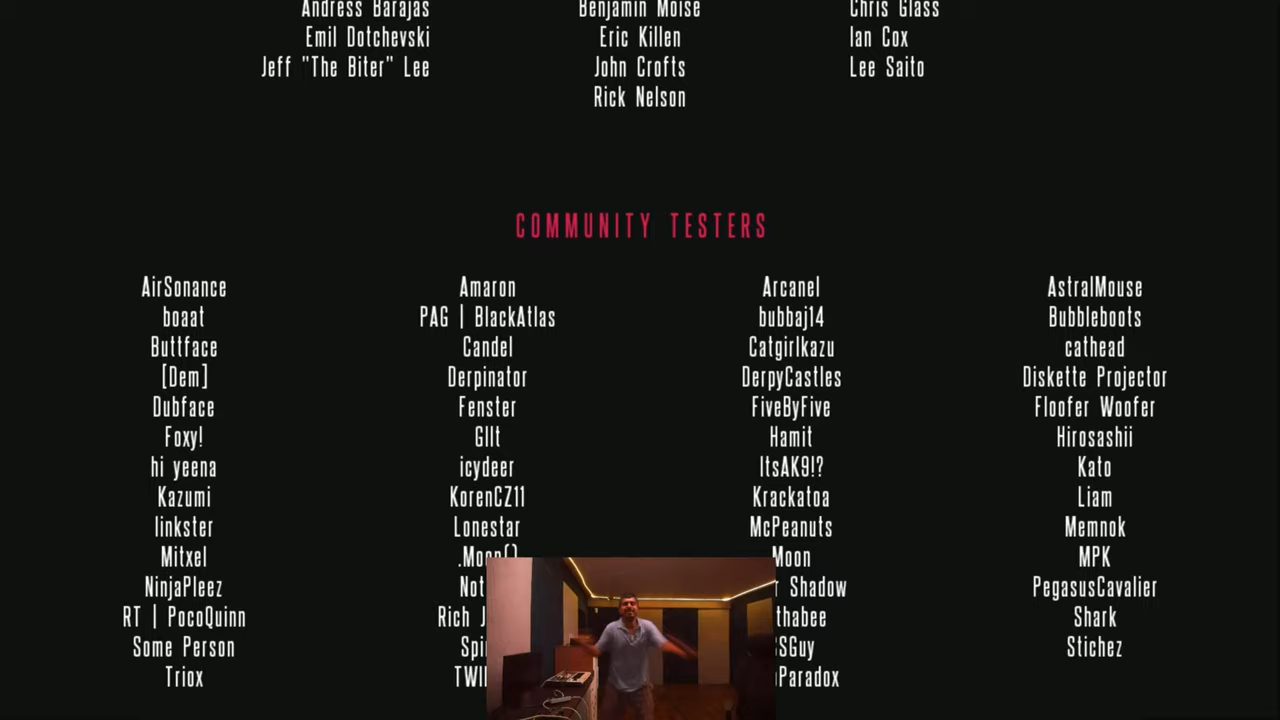 Andress Barajas Benjamin Moise Chris Glass
Emil Dotchevski Eric Killen Ian Cox
Jeff "The Biter" Lee John Crofts Lee Saito
Rick Nelson
COMMUNITY TESTERS
AirSonance Amaron Arcanel AstralMouse
boaat PAG | BlackAtlas bubbaj14 Bubbleboots
Buttface Candel Catgirlkazu cathead
[Dem] Derpinator DerpyCastles Diskette Projector
Dubface Fenster FiveByFive Floofer Woofer
Foxy! Gllt Hamit Hirosashii
hi yeena icydeer ItsAK9!? Kato
Kazumi KorenCZ11 Krackatoa Liam
linkster Lonestar McPeanuts Memnok
Mitxel .Moon() Moon MPK
NinjaPleez Shadow PegasusCavalier
RT | PocoQuinn Rich Shark
Some Person Stichez
Triox